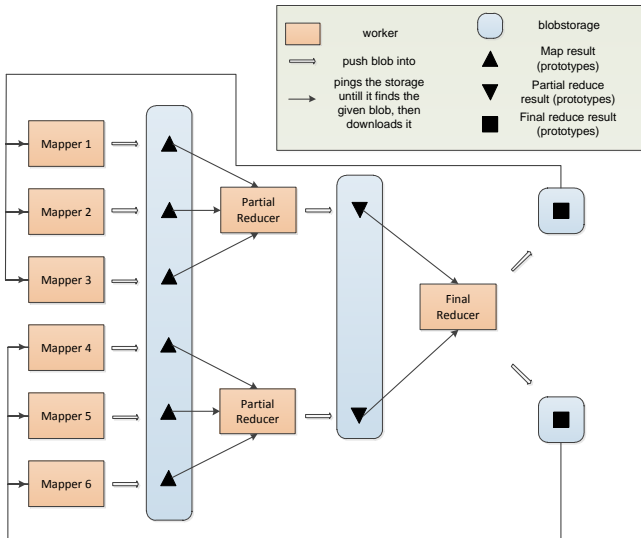 worker
push blob into
pings the storage
untill it finds the
given blob, then
downloads it
blobstorage
Map result
(prototypes)
Partial reduce
result (prototypes)
Final reduce result
(prototypes)
Mapper 1
Mapper 2
Mapper 3
Mapper 4
Mapper 5
Mapper 6
Partial
Reducer
Partial
Reducer
Final
Reducer